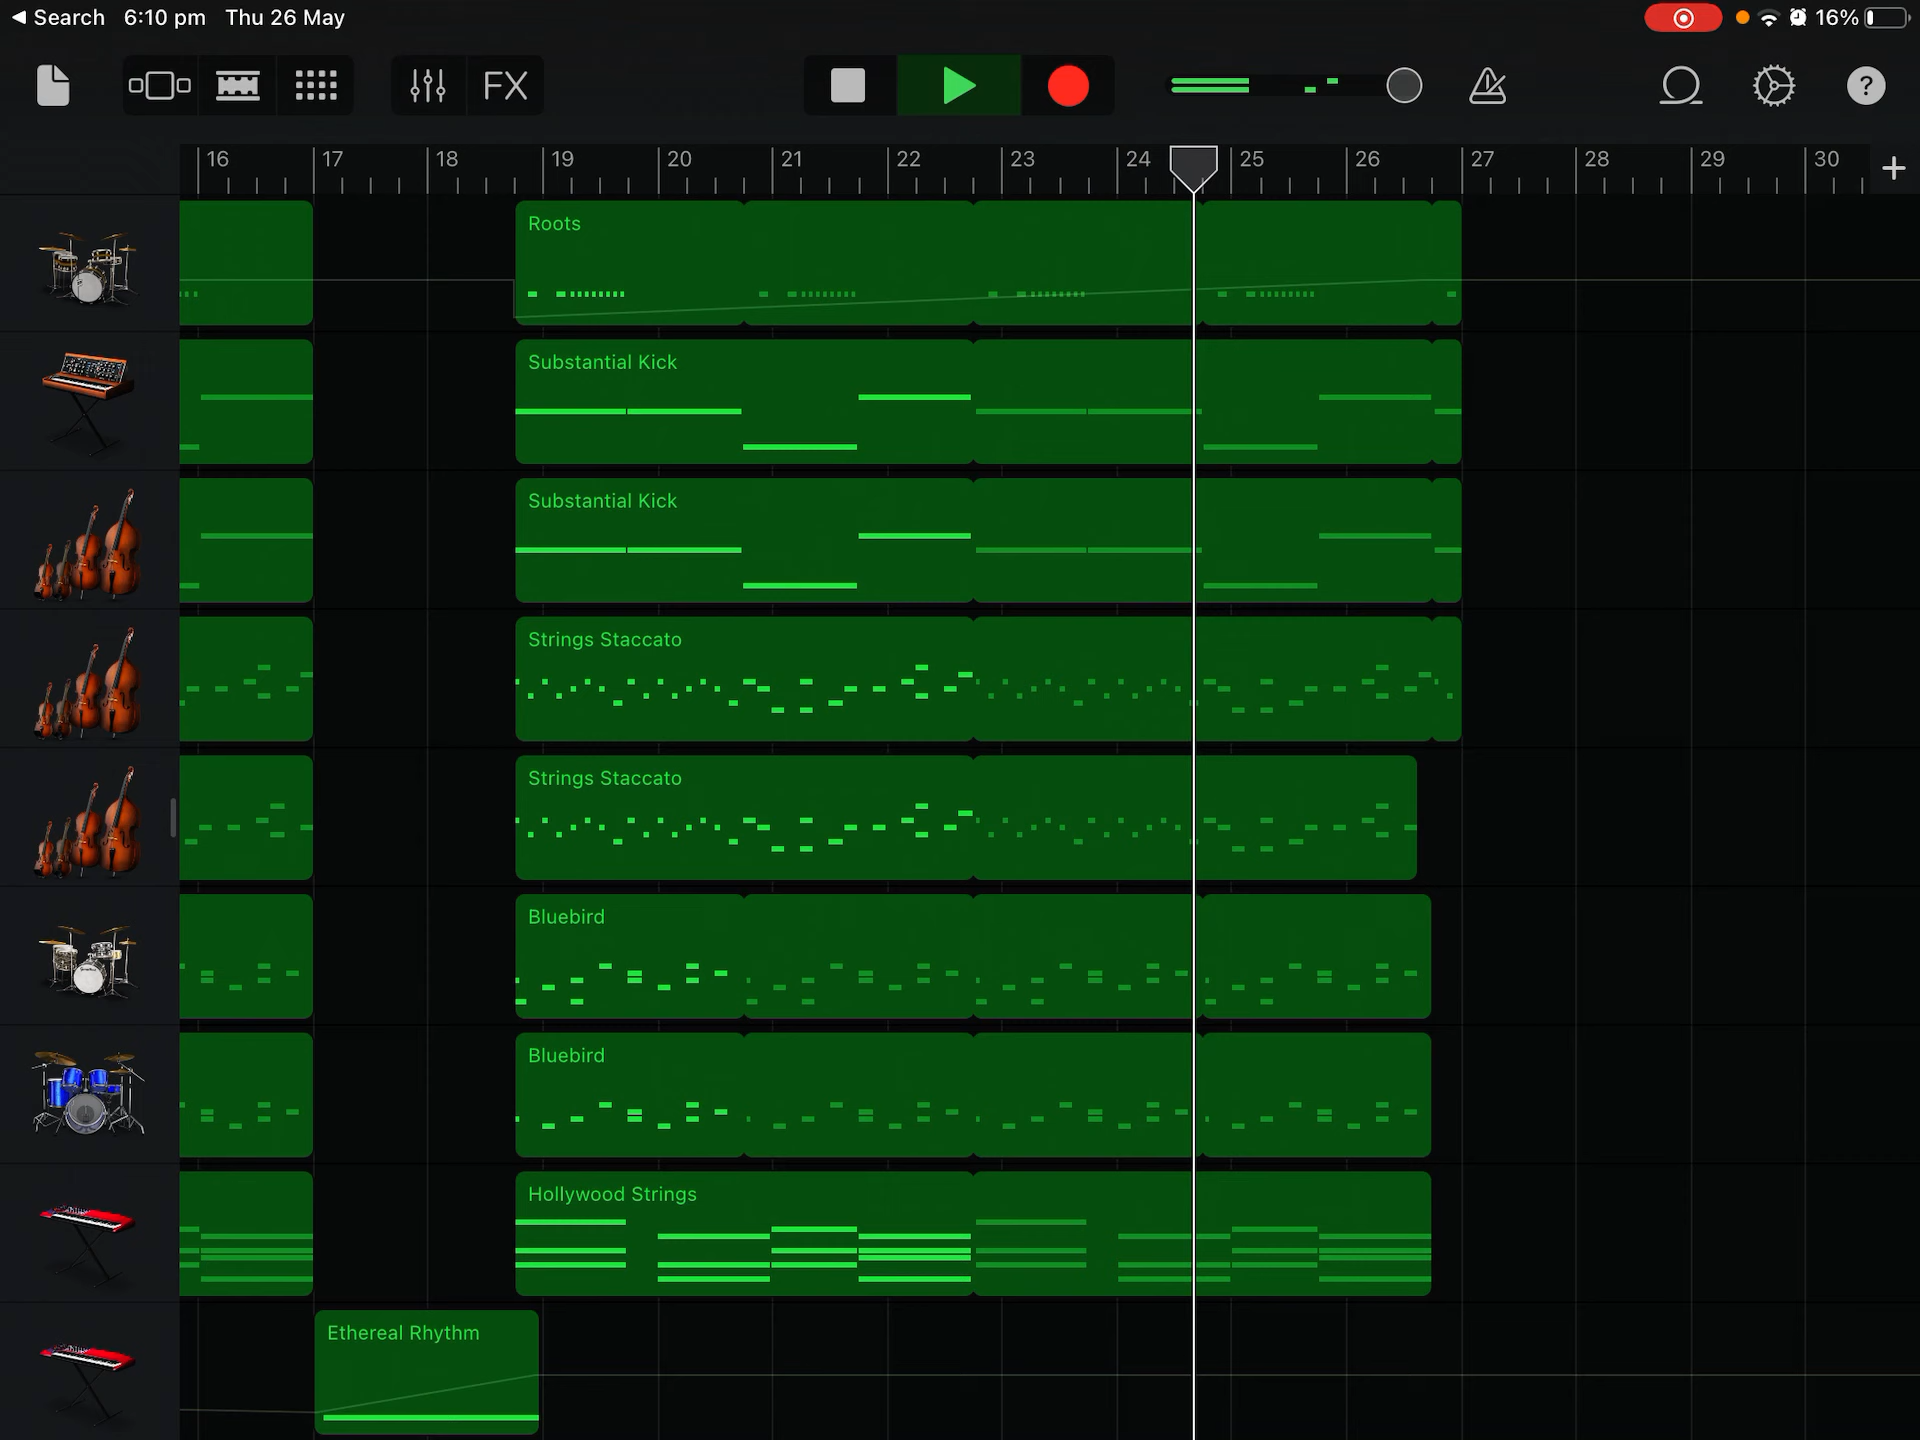 Search 6:10 pm Thu 26 May 16%
FX ?
16 17 18 19 20 21 22 23 24 25 26 27 28 29 30 +
Roots
Substantial Kick
Substantial Kick
Strings Staccato
Strings Staccato
Bluebird
Bluebird
Hollywood Strings
Ethereal Rhythm